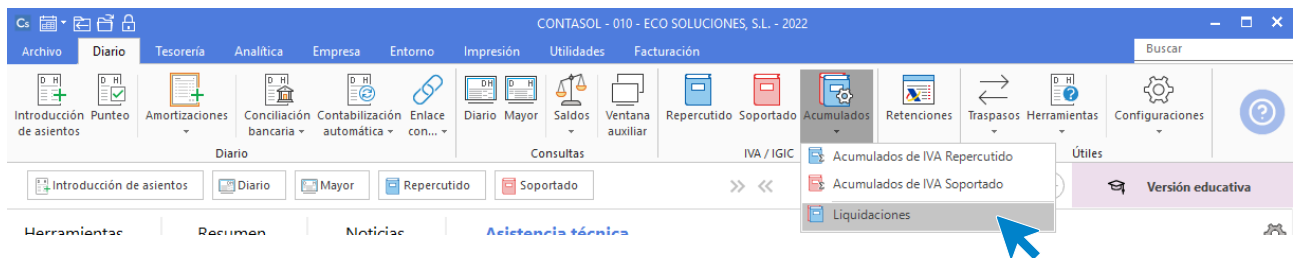 Cs CONTASOL - 010 - ECO SOLUCIONES, S.L. - 2022
Archivo Diario Tesorería Analítica Empresa Entorno Impresión Utilidades Facturación Buscar
Introducción de asientos Punteo Amortizaciones Conciliación bancaria Contabilización automática Enlace con... Diario Mayor Saldos Ventana auxiliar Repercutido Soportado Acumulados Retenciones Traspasos Herramientas Configuraciones
Diario Consultas IVA / IGIC Útiles
Acumulados de IVA Repercutido
Acumulados de IVA Soportado
Liquidaciones
Introducción de asientos Diario Mayor Repercutido Soportado Versión educativa
Herramientas Resumen Noticias Asistencia técnica